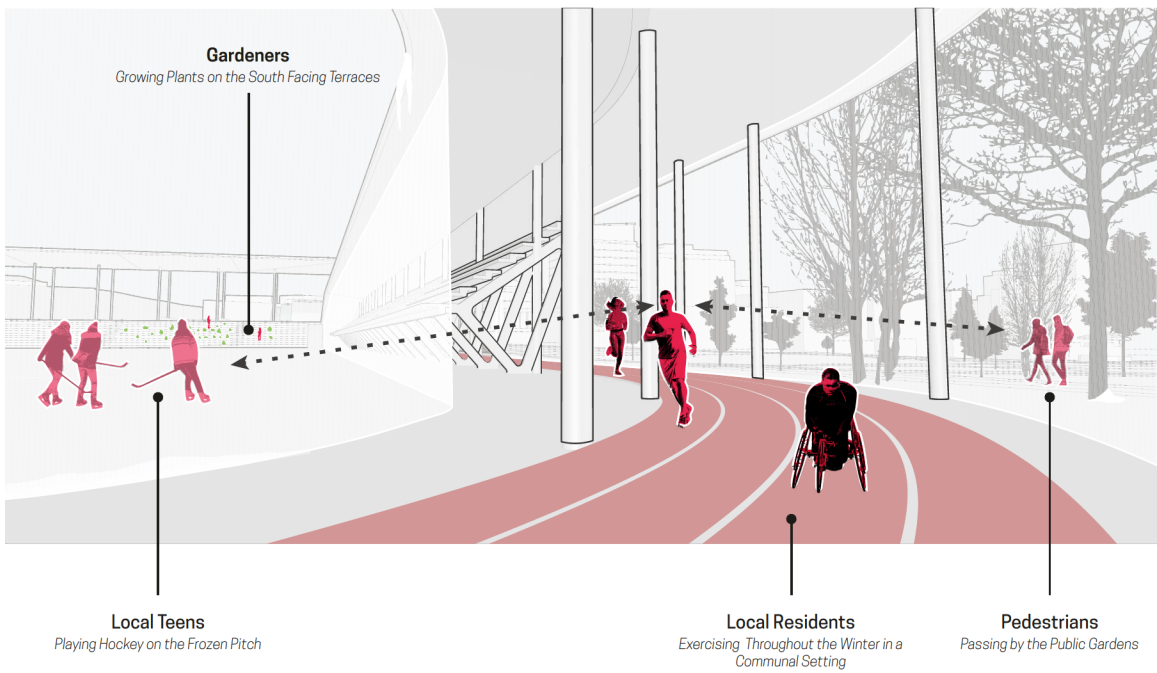 Gardeners
Growing Plants on the South Facing Terraces
Local Teens
Playing Hockey on the Frozen Pitch
Local Residents
Exercising Throughout the Winter in a
Communal Setting
Pedestrians
Passing by the Public Gardens